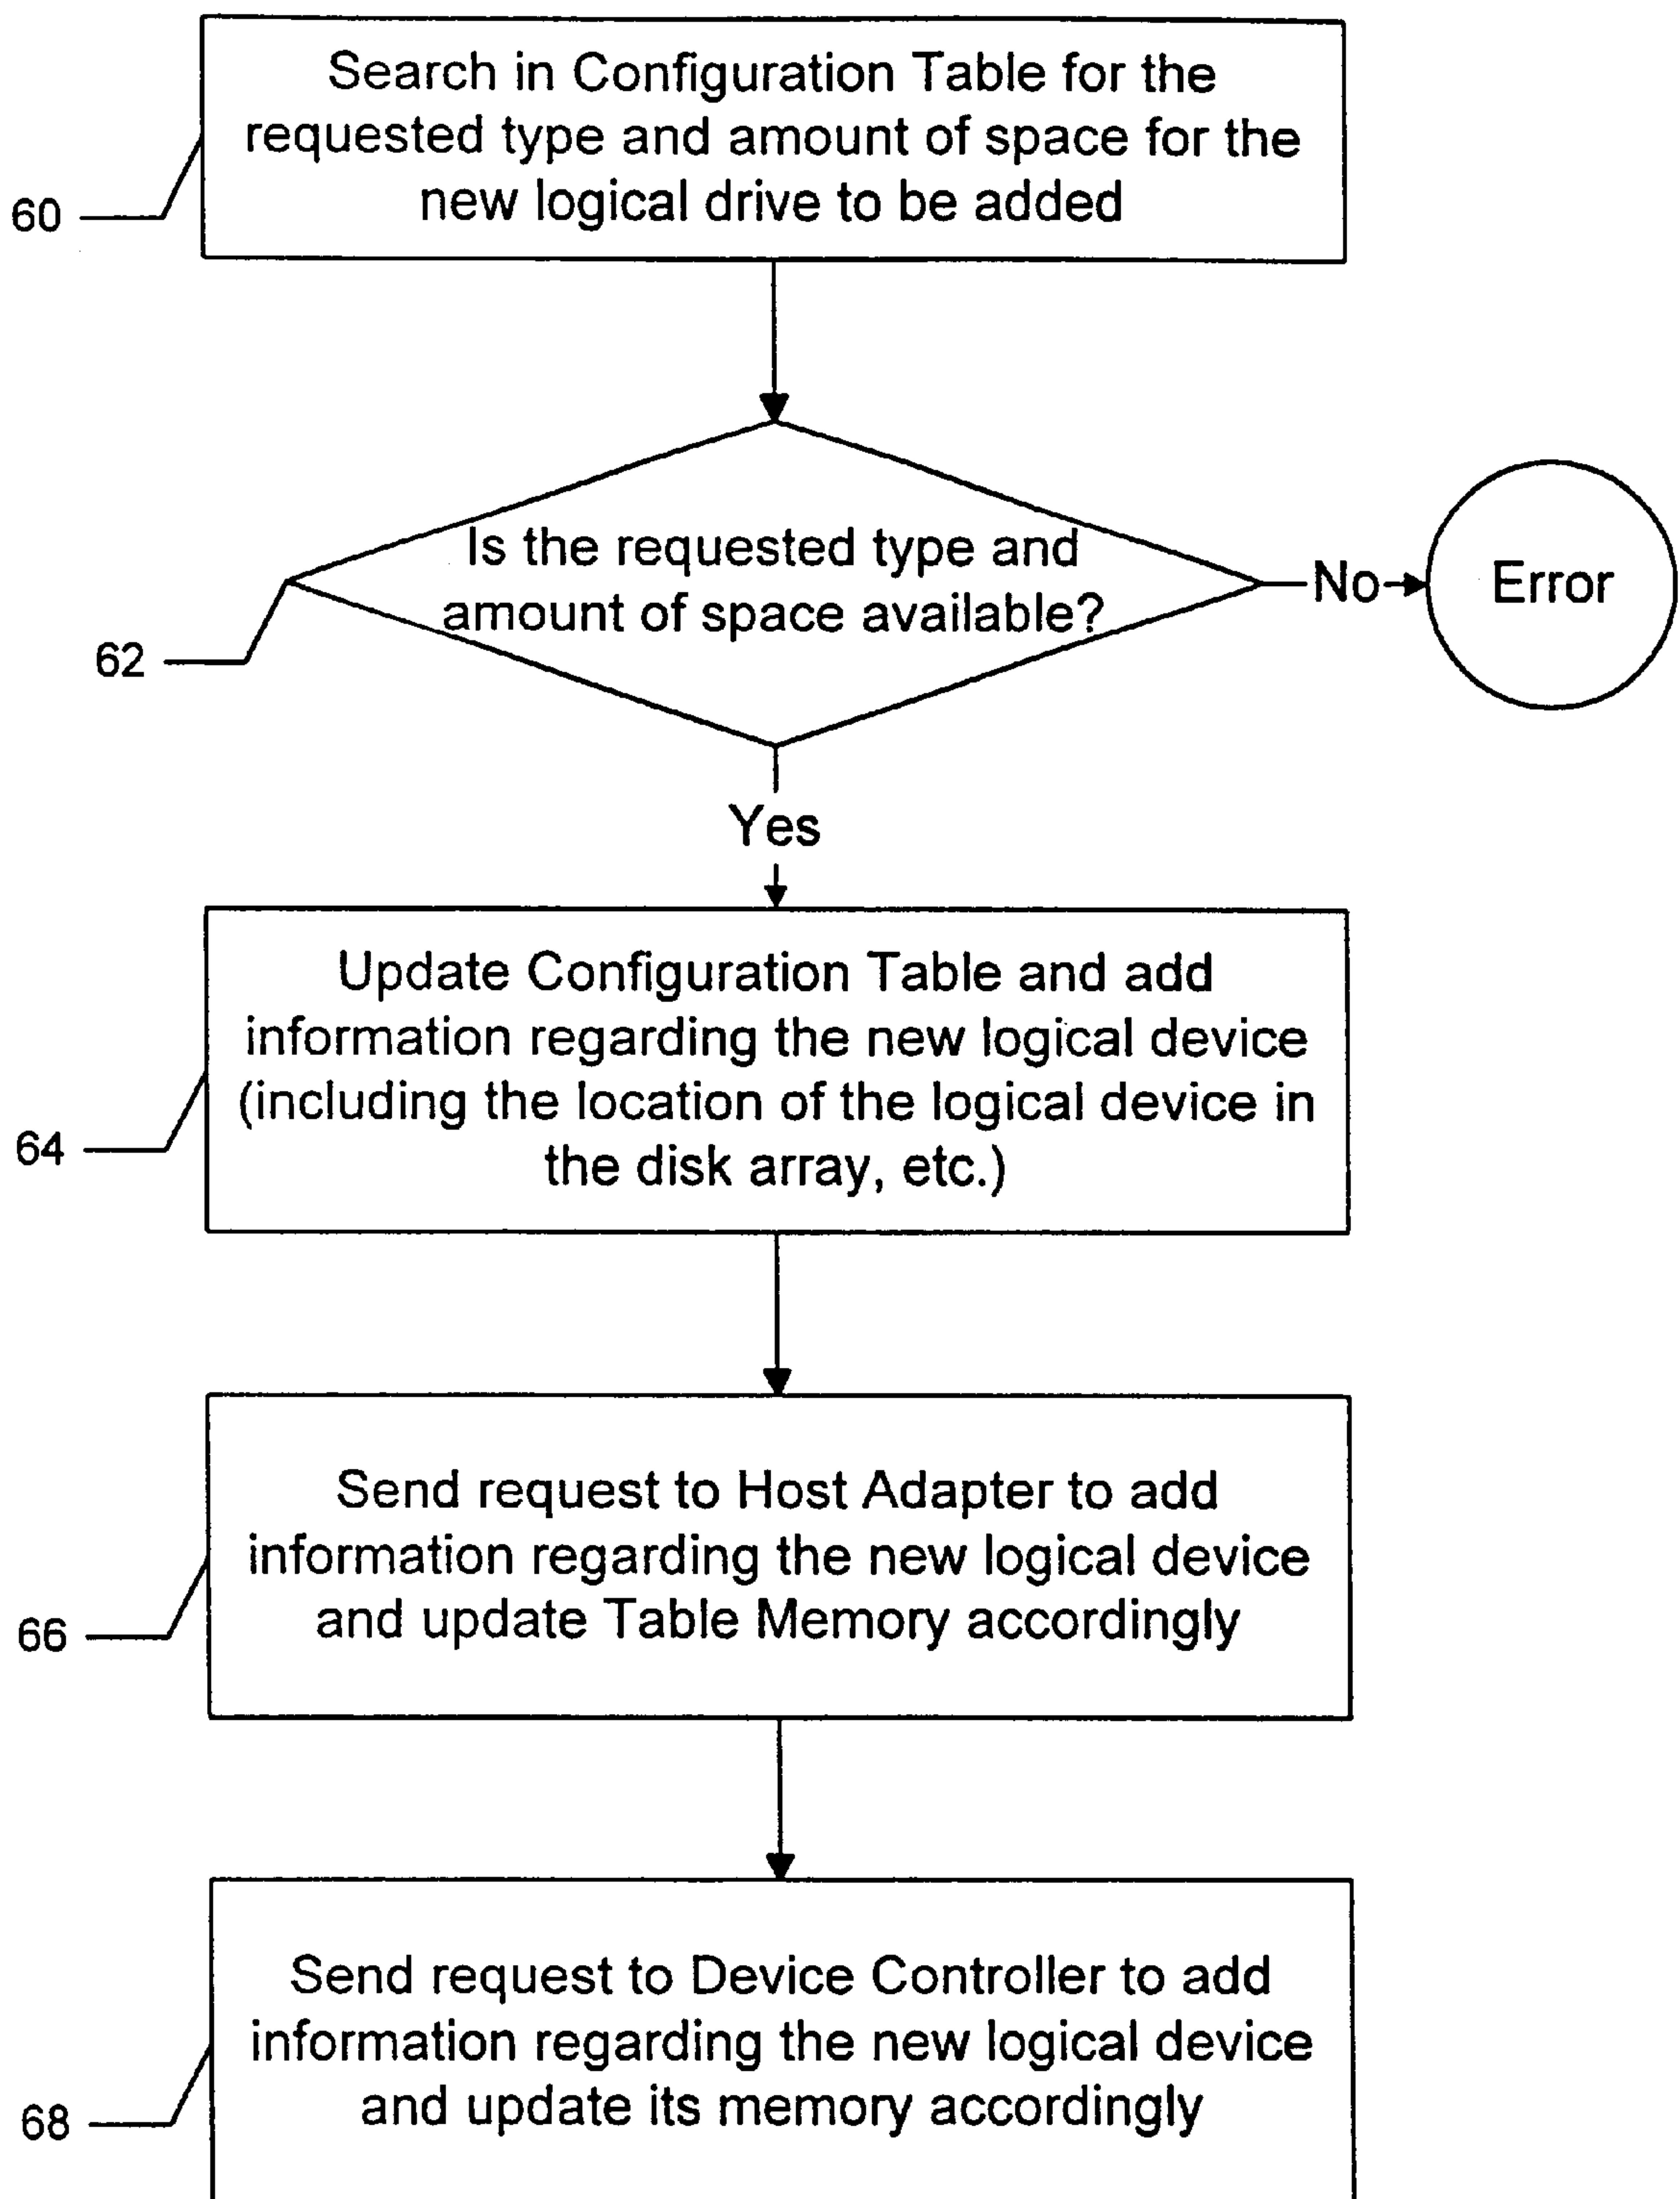 Search in Configuration Table for the
requested type and amount of space for the
new logical drive to be added
60
Is the requested type and
amount of space available?
No
Error
62
Yes
Update Configuration Table and add
information regarding the new logical device
(including the location of the logical device in
the disk array, etc.)
64
Send request to Host Adapter to add
information regarding the new logical device
and update Table Memory accordingly
66
Send request to Device Controller to add
information regarding the new logical device
and update its memory accordingly
68